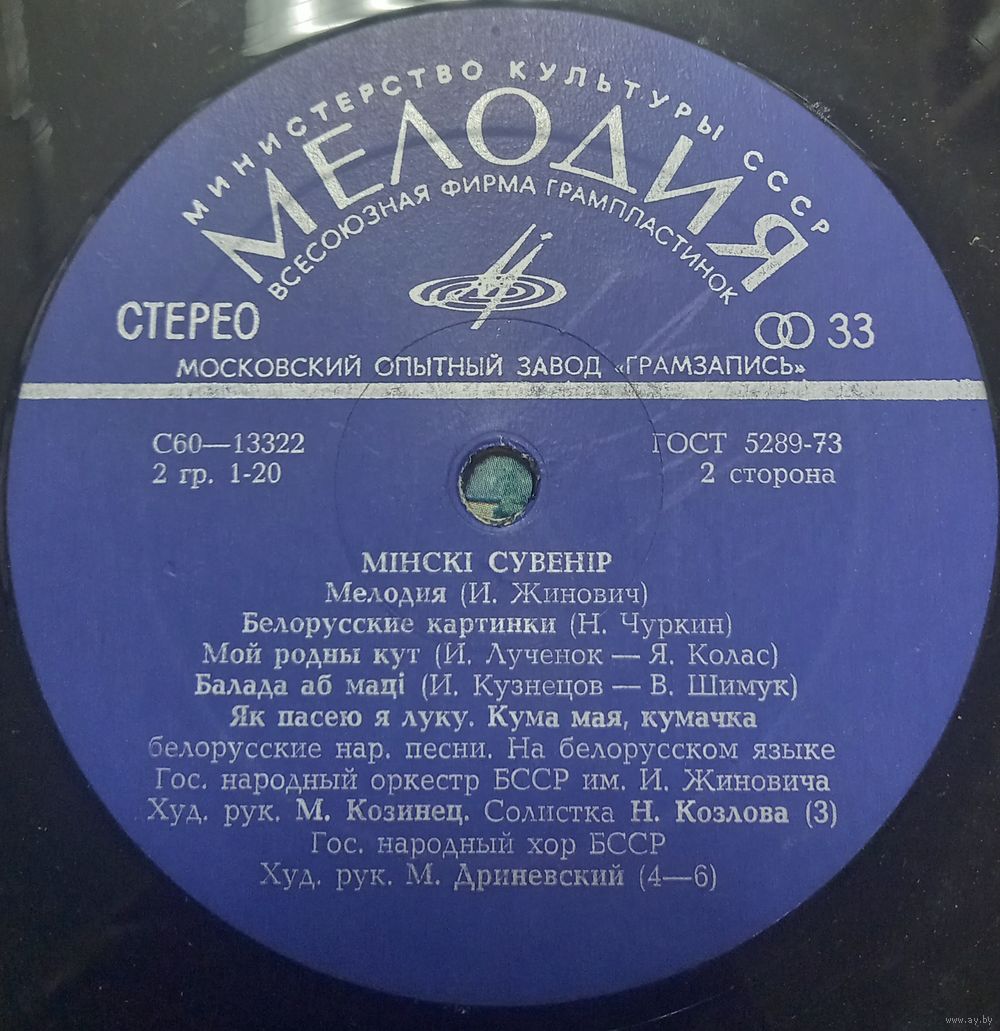 МИНИСТЕРСТВО КУЛЬТУРЫ СССР
МЕЛОДИЯ
ВСЕСОЮЗНАЯ ФИРМА ГРАМПЛАСТИНОК
СТЕРЕО
33
МОСКОВСКИЙ ОПЫТНЫЙ ЗАВОД «ГРАМЗАПИСЬ»
С60—13322
ГОСТ 5289-73
2 гр. 1-20
2 сторона
МІНСКІ СУВЕНІР
Мелодия (И. Жинович)
Белорусские картинки (Н. Чуркин)
Мой родны кут (И. Лученок — Я. Колас)
Балада аб маці (И. Кузнецов — В. Шимук)
Як пасею я луку. Кума мая, кумачка
белорусские нар. песни. На белорусском языке
Гос. народный оркестр БССР им. И. Жиновича
Худ. рук. М. Козинец. Солистка Н. Козлова (3)
Гос. народный хор БССР
Худ. рук. М. Дриневский (4—6)
www.ay.by